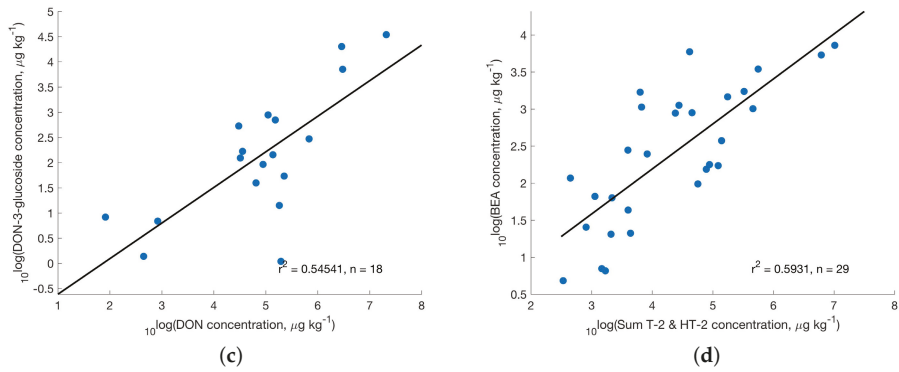 5
4.5
4
3.5
3
2.5
2
1.5
1
0.5
0
-0.5
1 2 3 4 5 6 7 8
10log(DON-3-glucoside concentration, μg kg-1)
r2 = 0.54541, n = 18
10log(DON concentration, μg kg-1)
(c)
4
3.5
3
2.5
2
1.5
1
0.5
2 3 4 5 6 7 8
10log(BEA concentration, μg kg-1)
r2 = 0.5931, n = 29
10log(Sum T-2 & HT-2 concentration, μg kg-1)
(d)